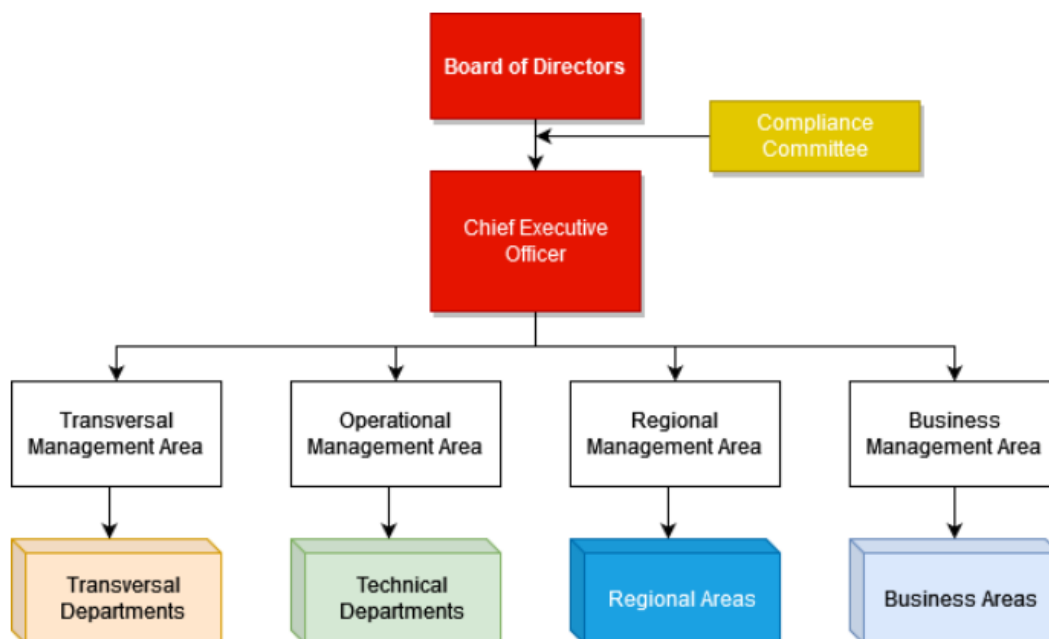 Board of Directors
Compliance
Committee
Chief Executive
Officer
Transversal
Management Area
Operational
Management Area
Regional
Management Area
Business
Management Area
Transversal
Departments
Technical
Departments
Regional Areas
Business Areas